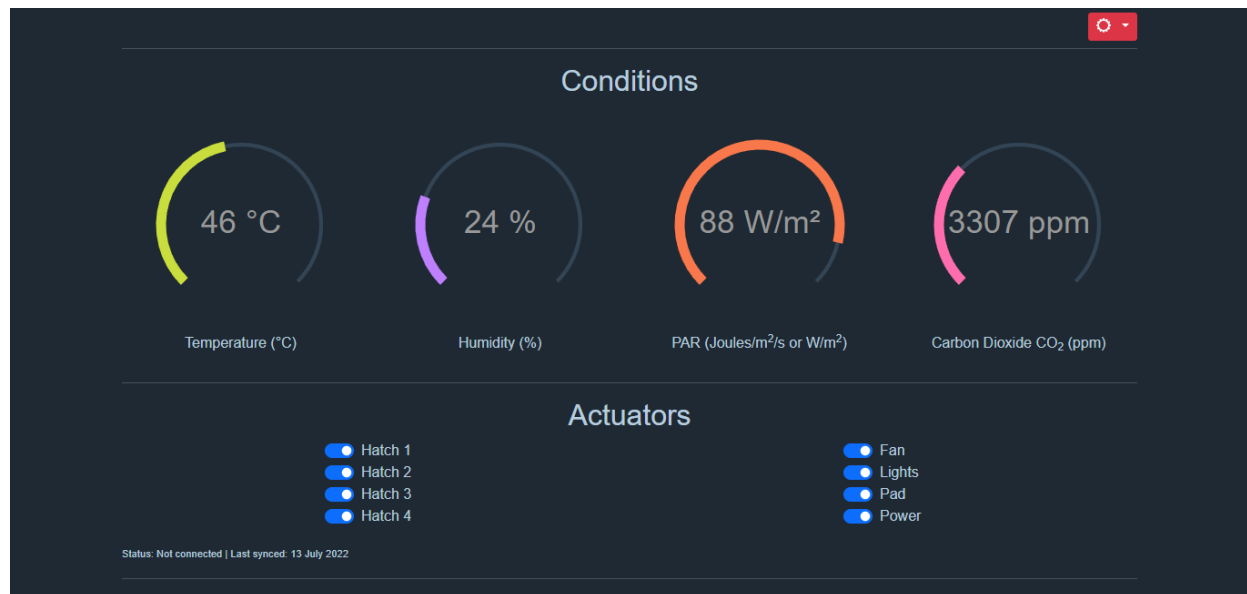 Conditions
46 °C
24 %
88 W/m²
3307 ppm
Temperature (°C)
Humidity (%)
PAR (Joules/m²/s or W/m²)
Carbon Dioxide CO₂ (ppm)
Actuators
Hatch 1
Hatch 2
Hatch 3
Hatch 4
Fan
Lights
Pad
Power
Status: Not connected | Last synced: 13 July 2022